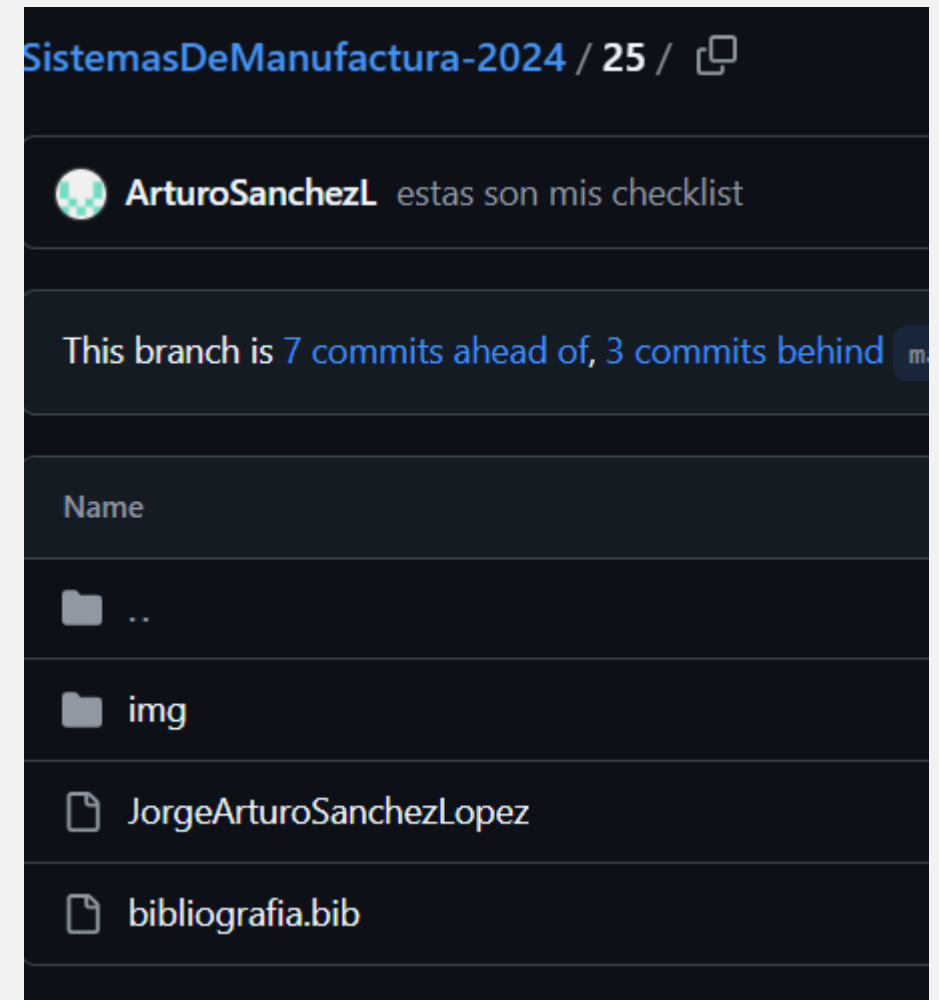 SistemasDeManufactura-2024 / 25 /
ArturoSanchezL estas son mis checklist
This branch is 7 commits ahead of, 3 commits behind
Name
..
img
JorgeArturoSanchezLopez
bibliografia.bib